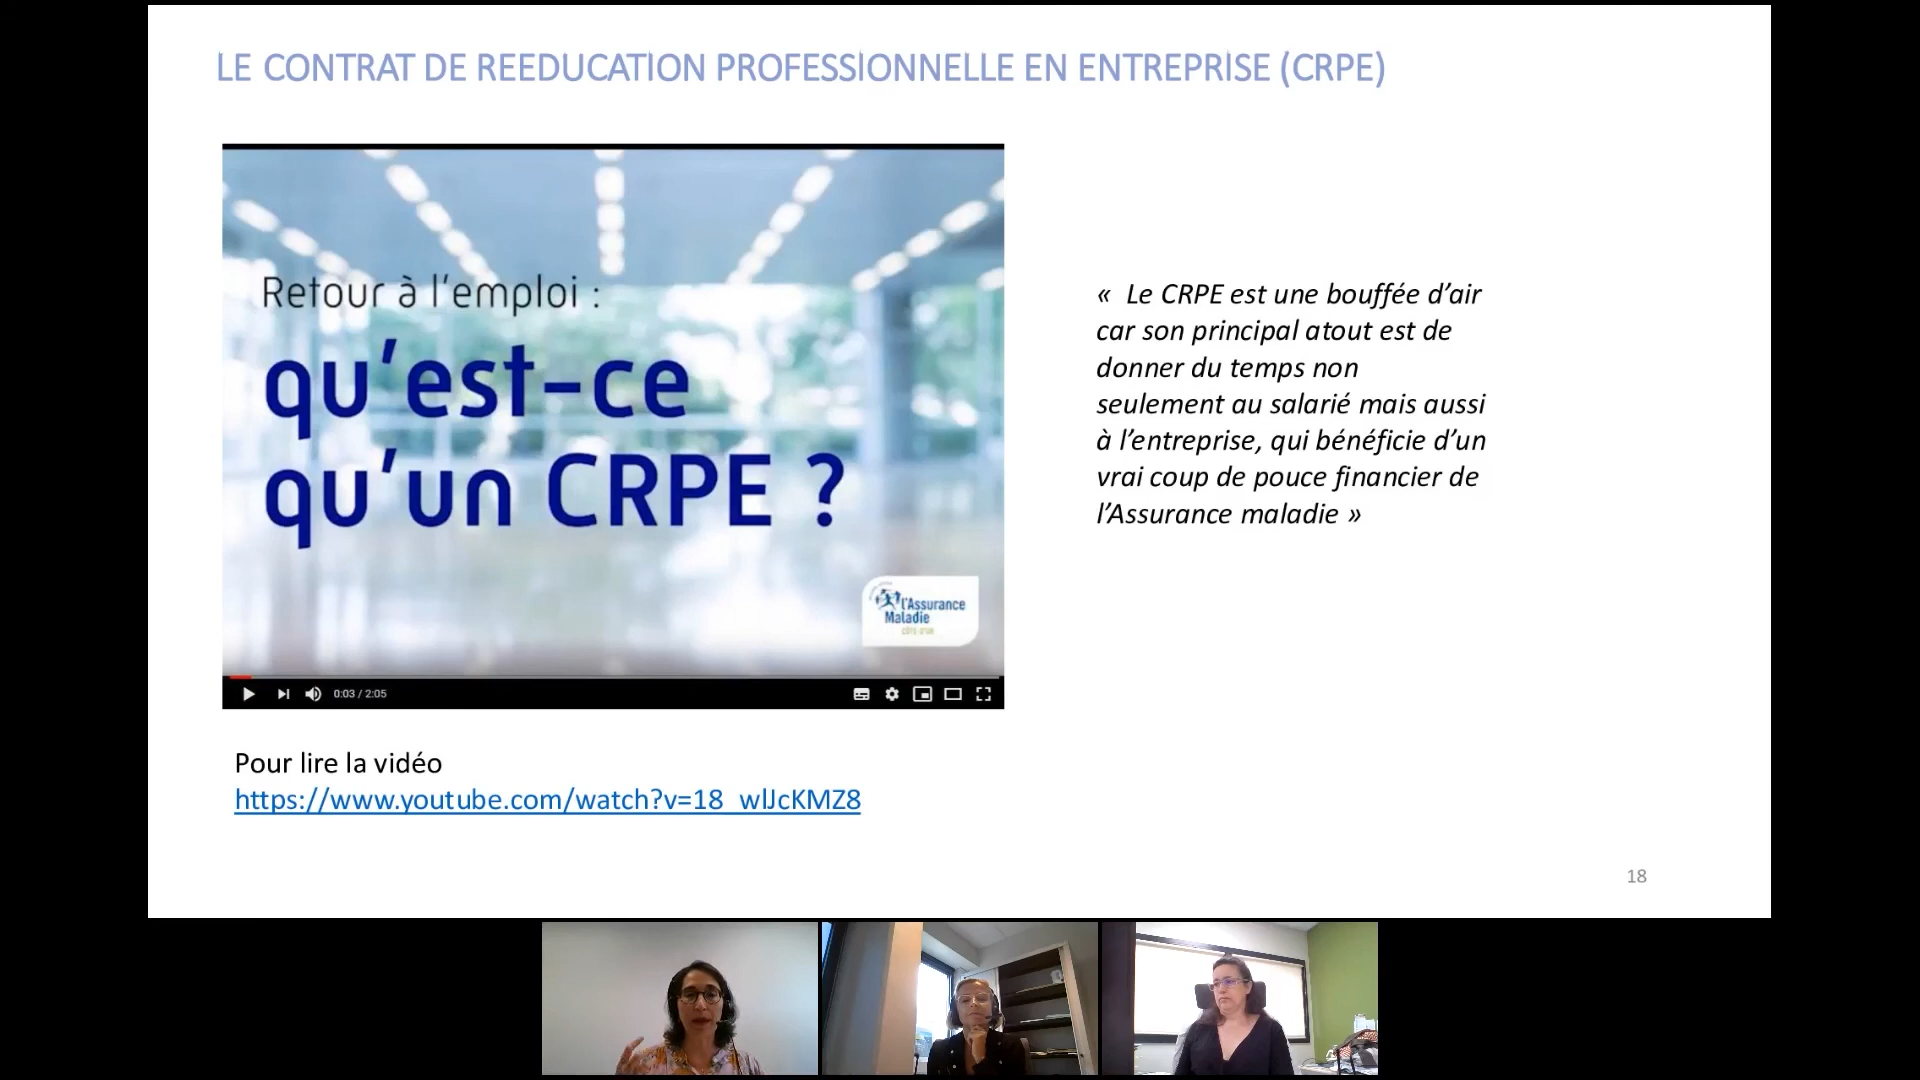 LE CONTRAT DE REEDUCATION PROFESSIONNELLE EN ENTREPRISE (CRPE)
Retour à l'emploi :
qu'est-ce
qu'un CRPE ?
l'Assurance
Maladie
CÔTE-D'OR
0:03 / 2:05
« Le CRPE est une bouffée d'air
car son principal atout est de
donner du temps non
seulement au salarié mais aussi
à l'entreprise, qui bénéficie d'un
vrai coup de pouce financier de
l'Assurance maladie »
Pour lire la vidéo
https://www.youtube.com/watch?v=18_wlJcKMZ8
18